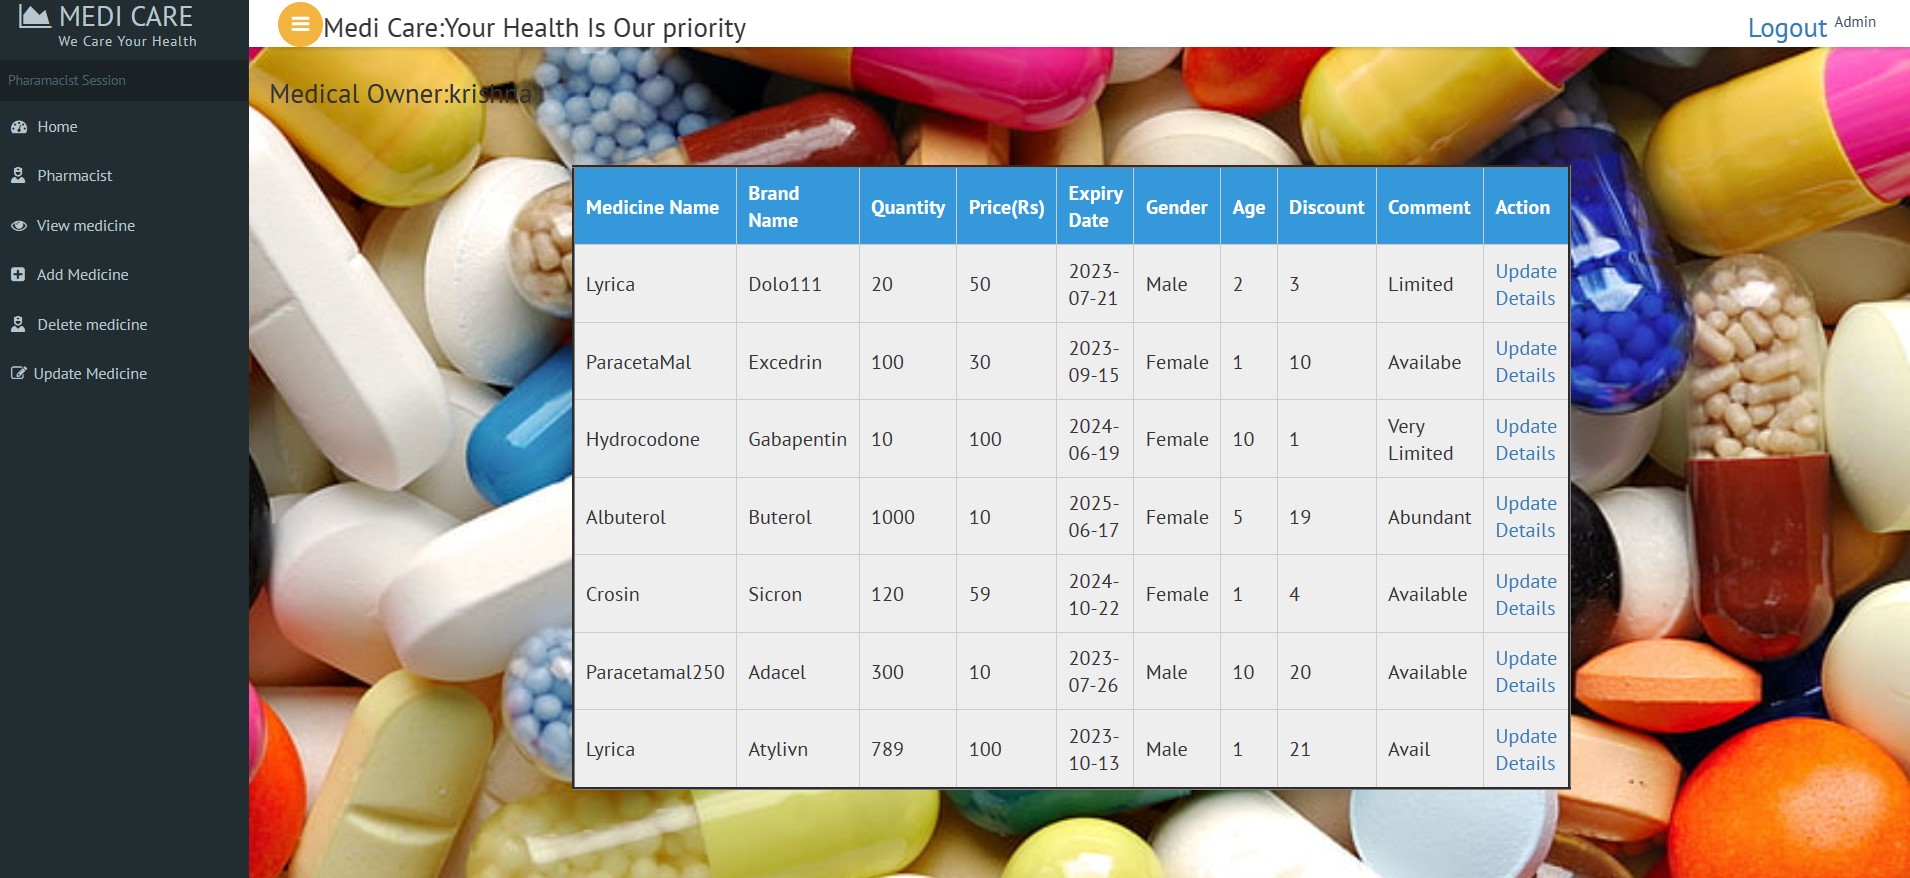 MEDI CARE
We Care Your Health
Medi Care:Your Health Is Our priority
Logout Admin
Pharamacist Session
Home
Pharmacist
View medicine
Add Medicine
Delete medicine
Update Medicine
Medical Owner:krishna
Medicine Name Brand Name Quantity Price(Rs) Expiry Date Gender Age Discount Comment Action
Lyrica Dolo111 20 50 2023-07-21 Male 2 3 Limited Update Details
ParacetaMal Excedrin 100 30 2023-09-15 Female 1 10 Availabe Update Details
Hydrocodone Gabapentin 10 100 2024-06-19 Female 10 1 Very Limited Update Details
Albuterol Buterol 1000 10 2025-06-17 Female 5 19 Abundant Update Details
Crosin Sicron 120 59 2024-10-22 Female 1 4 Available Update Details
Paracetamal250 Adacel 300 10 2023-07-26 Male 10 20 Available Update Details
Lyrica Atylivn 789 100 2023-10-13 Male 1 21 Avail Update Details